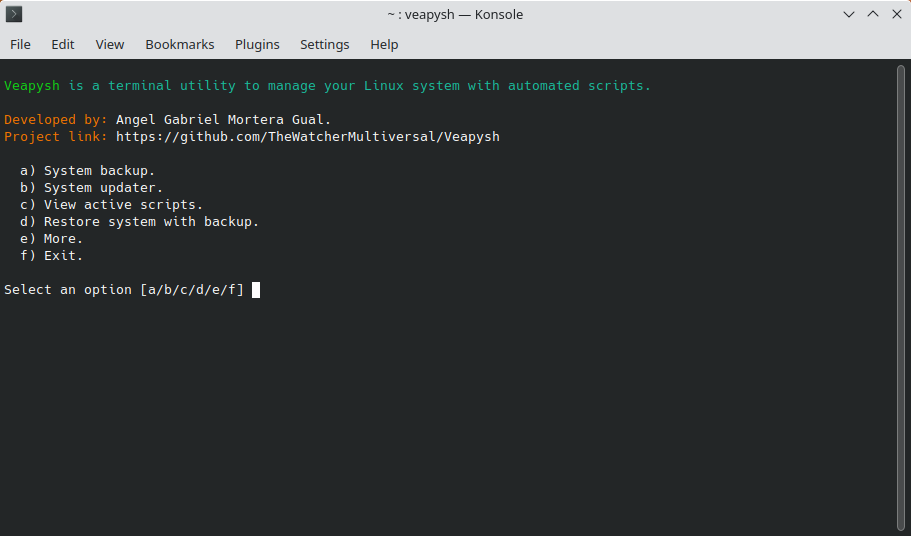 ~ : veapysh — Konsole
File Edit View Bookmarks Plugins Settings Help
Veapysh is a terminal utility to manage your Linux system with automated scripts.
Developed by: Angel Gabriel Mortera Gual.
Project link: https://github.com/TheWatcherMultiversal/Veapysh
a) System backup.
b) System updater.
c) View active scripts.
d) Restore system with backup.
e) More.
f) Exit.
Select an option [a/b/c/d/e/f]